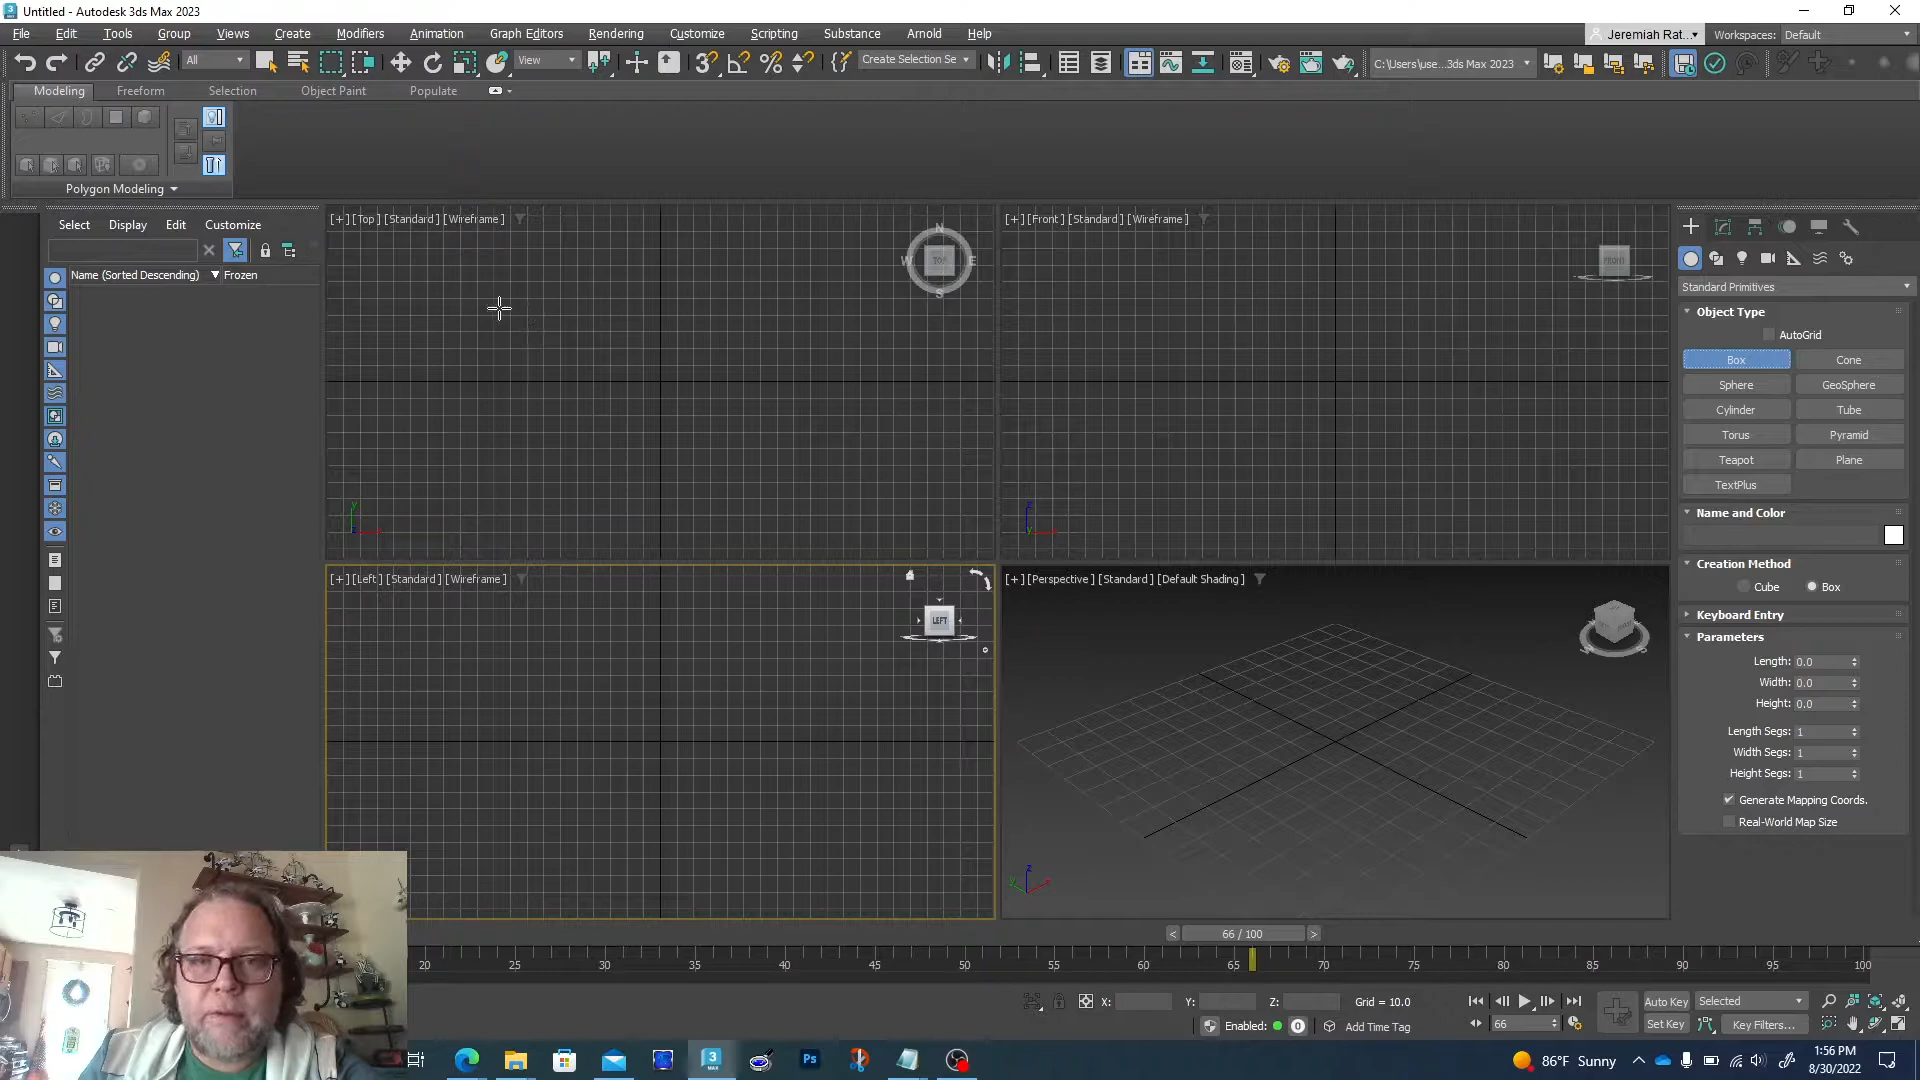 Untitled - Autodesk 3ds Max 2023
File Edit Tools Group Views Create Modifiers Animation Graph Editors Rendering Customize Scripting Substance Arnold Help
Jeremiah Rat... Workspaces: Default
All View Create Selection Se C:\Users\use...3ds Max 2023
Modeling Freeform Selection Object Paint Populate
Polygon Modeling
Select Display Edit Customize
Name (Sorted Descending) Frozen
[+] [Top] [Standard] [Wireframe]
N
W TOP E
S
[+] [Front] [Standard] [Wireframe]
FRONT
[+] [Left] [Standard] [Wireframe]
LEFT
[+] [Perspective] [Standard] [Default Shading]
Standard Primitives
Object Type
AutoGrid
Box Cone
Sphere GeoSphere
Cylinder Tube
Torus Pyramid
Teapot Plane
TextPlus
Name and Color
Creation Method
Cube Box
Keyboard Entry
Parameters
Length: 0.0
Width: 0.0
Height: 0.0
Length Segs: 1
Width Segs: 1
Height Segs: 1
Generate Mapping Coords.
Real-World Map Size
< 66 / 100 >
20 25 30 35 40 45 50 55 60 65 70 75 80 85 90 95 100
X: Y: Z: Grid = 10.0
Enabled: 0 Add Time Tag
66
Auto Key Selected
Set Key Key Filters...
3 MAX Ps
86°F Sunny
1:56 PM
8/30/2022